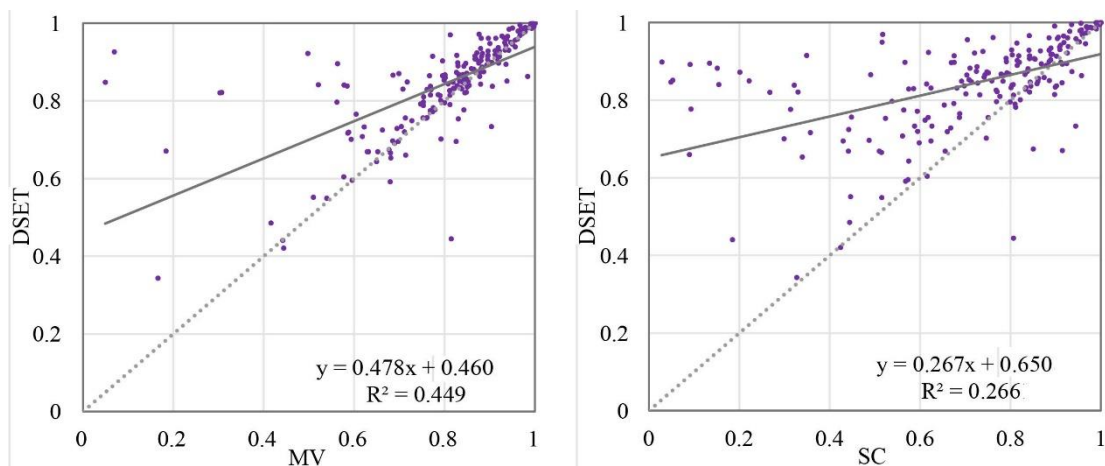 1
0.8
0.6
0.4
0.2
0
DSET
y = 0.478x + 0.460
R² = 0.449
0 0.2 0.4 0.6 0.8 1
MV
1
0.8
0.6
0.4
0.2
0
DSET
y = 0.267x + 0.650
R² = 0.266
0 0.2 0.4 0.6 0.8 1
SC